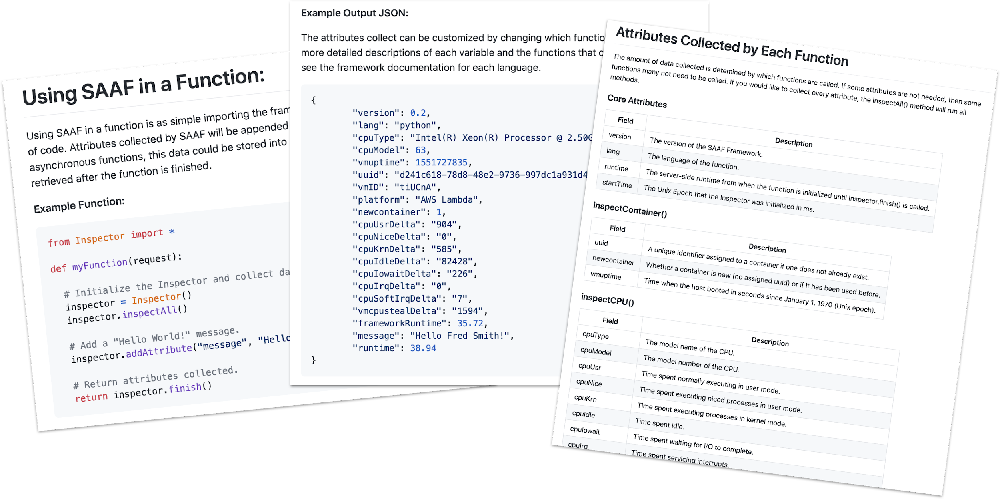 Using SAAF in a Function:
Using SAAF in a function is as simple importing the
of code. Attributes collected by SAAF will be appended
asynchronous functions, this data could be stored into
retrieved after the function is finished.
Example Function:
from Inspector import *
def myFunction(request):
# Initialize the Inspector and collect
inspector = Inspector()
inspector.inspectAll()
# Add a "Hello World!" message.
inspector.addAttribute("message", "Hello
# Return attributes collected.
return inspector.finish()
Example Output JSON:
The attributes collect can be customized by changing which
more detailed descriptions of each variable and the functions that
see the framework documentation for each language.
{
"version": 0.2,
"lang": "python",
"cpuType": "Intel(R) Xeon(R) Processor @ 2.50G
"cpuModel": 63,
"vmuptime": 1551727835,
"uuid": "d241c618-78d8-48e2-9736-997dc1a931d4
"vmID": "tiUCnA",
"platform": "AWS Lambda",
"newcontainer": 1,
"cpuUsrDelta": "904",
"cpuNiceDelta": "0",
"cpuKrnDelta": "585",
"cpuIdleDelta": "82428",
"cpuIowaitDelta": "226",
"cpuIrqDelta": "0",
"cpuSoftIrqDelta": "7",
"vmcpustealDelta": "1594",
"frameworkRuntime": 35.72,
"message": "Hello Fred Smith!",
"runtime": 38.94
}
Attributes Collected by Each Function
The amount of data collected is detemined by which functions are called. If some attributes are not needed, then some
functions many not need to be called. If you would like to collect every attribute, the inspectAll() method will run all
methods.
Core Attributes
Field Description
version The version of the SAAF Framework.
lang The language of the function.
runtime The server-side runtime from when the function is initialized until Inspector.finish() is called.
startTime The Unix Epoch that the Inspector was initialized in ms.
inspectContainer()
Field Description
uuid A unique identifier assigned to a container if one does not already exist.
newcontainer Whether a container is new (no assigned uuid) or if it has been used before.
vmuptime Time when the host booted in seconds since January 1, 1970 (Unix epoch).
inspectCPU()
Field Description
cpuType The model name of the CPU.
cpuModel The model number of the CPU.
cpuUsr Time spent normally executing in user mode.
cpuNice Time spent executing niced processes in user mode.
cpuKrn Time spent executing processes in kernel mode.
cpuIdle Time spent idle.
cpuIowait Time spent waiting for I/O to complete.
cpuIrq Time spent servicing interrupts.